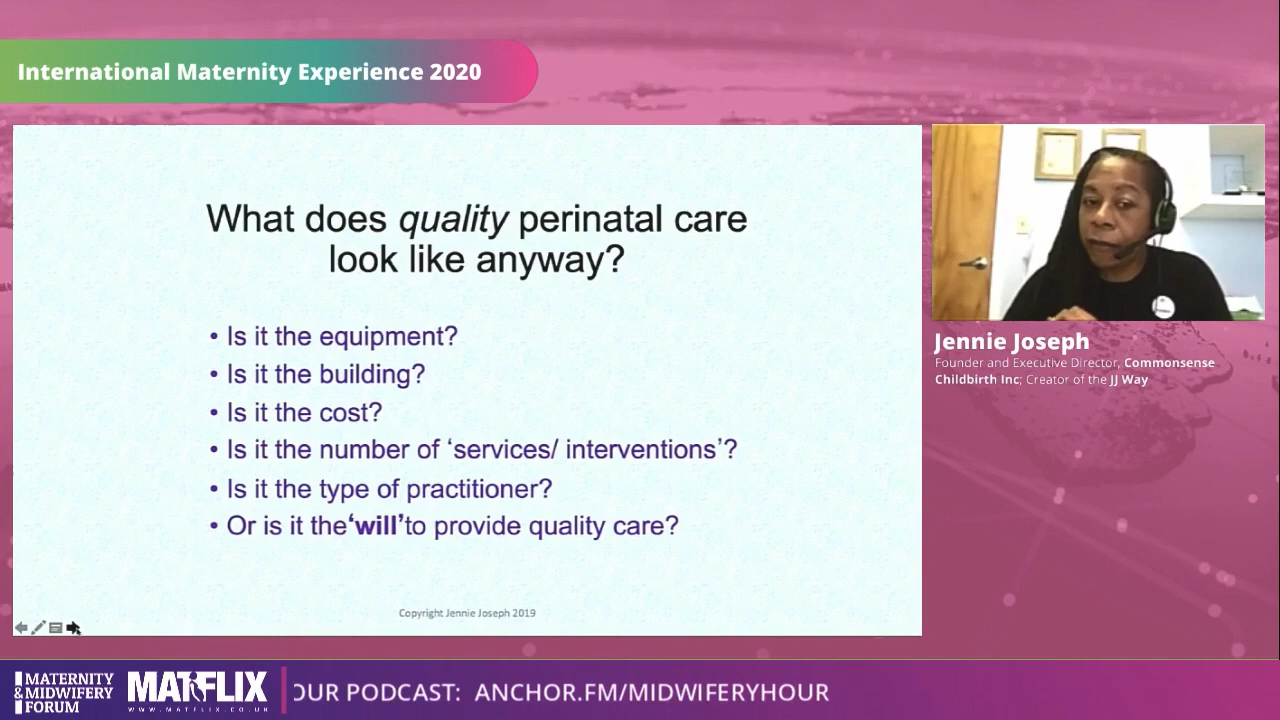 International Maternity Experience 2020
What does quality perinatal care
look like anyway?
• Is it the equipment?
• Is it the building?
• Is it the cost?
• Is it the number of ‘services/ interventions’?
• Is it the type of practitioner?
• Or is it the‘will’to provide quality care?
Copyright Jennie Joseph 2019
Jennie Joseph
Founder and Executive Director, Commonsense
Childbirth Inc; Creator of the JJ Way
MATERNITY
&MIDWIFERY
FORUM
MATFLIX
WWW.MATFLIX.CO.UK
OUR PODCAST: ANCHOR.FM/MIDWIFERYHOUR